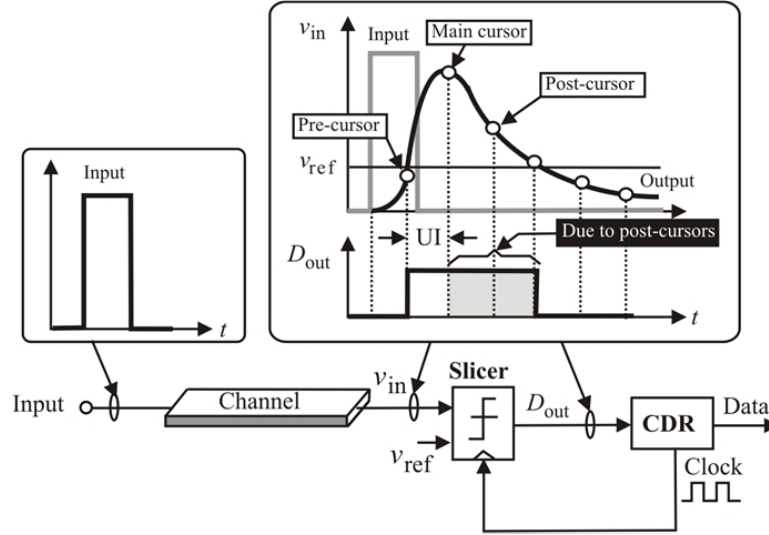 v_in
Input
Main cursor
Post-cursor
Pre-cursor
v_ref
Output
UI
Due to post-cursors
D_out
t
Input
t
Input
Channel
v_in
Slicer
v_ref
D_out
CDR
Data
Clock